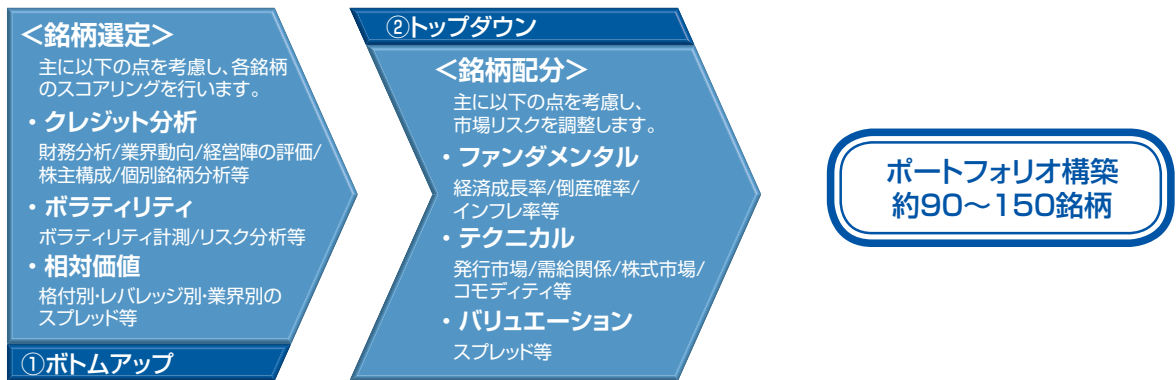 ＜銘柄選定＞
主に以下の点を考慮し、各銘柄
のスコアリングを行います。
・クレジット分析
財務分析/業界動向/経営陣の評価/
株主構成/個別銘柄分析等
・ボラティリティ
ボラティリティ計測/リスク分析等
・相対価値
格付別・レバレッジ別・業界別の
スプレッド等
①ボトムアップ
②トップダウン
＜銘柄配分＞
主に以下の点を考慮し、
市場リスクを調整します。
・ファンダメンタル
経済成長率/倒産確率/
インフレ率等
・テクニカル
発行市場/需給関係/株式市場/
コモディティ等
・バリュエーション
スプレッド等
ポートフォリオ構築
約90～150銘柄